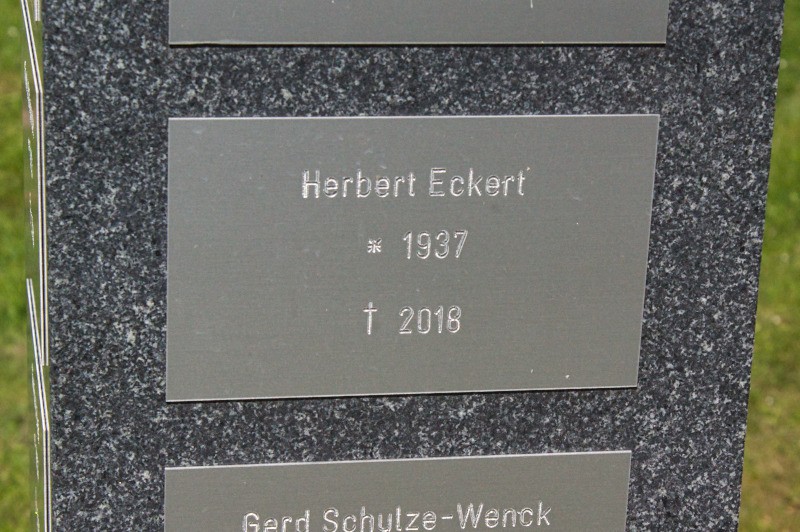 Herbert Eckert
* 1937
† 2018
Gerd Schulze-Wenck